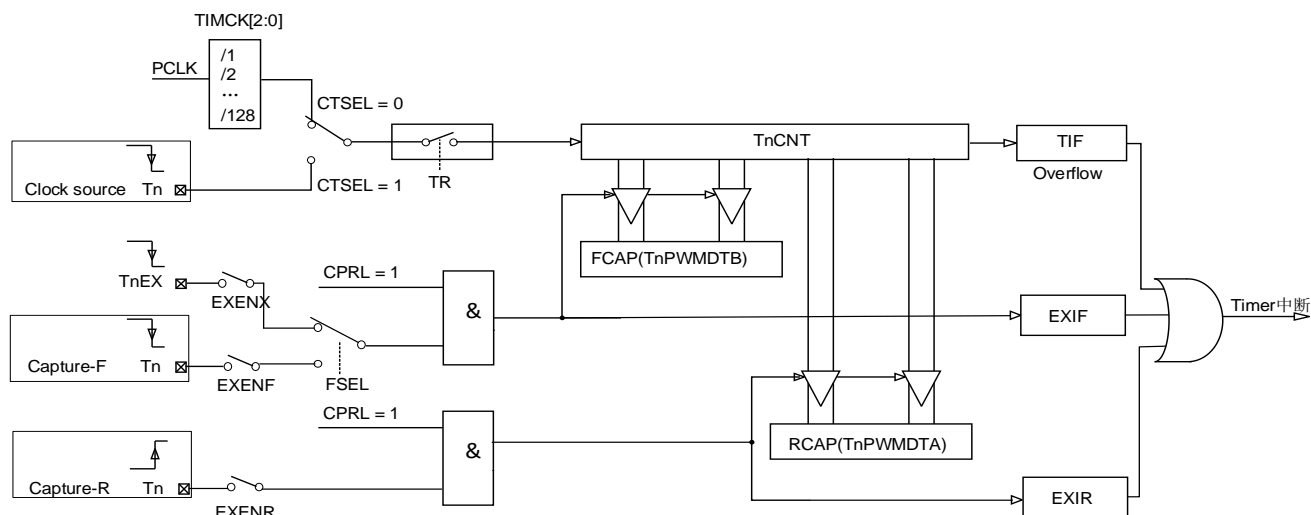 TIMCK[2:0]
/1
/2
...
/128
PCLK
CTSEL = 0
CTSEL = 1
Clock source Tn
TR
TnCNT
TIF
Overflow
FCAP(TnPWMDTB)
TnEX
EXENX
CPRL = 1
&
EXIF
Timer中断
Capture-F Tn
EXENF
FSEL
CPRL = 1
&
RCAP(TnPWMDTA)
Capture-R Tn
EXENR
EXIR